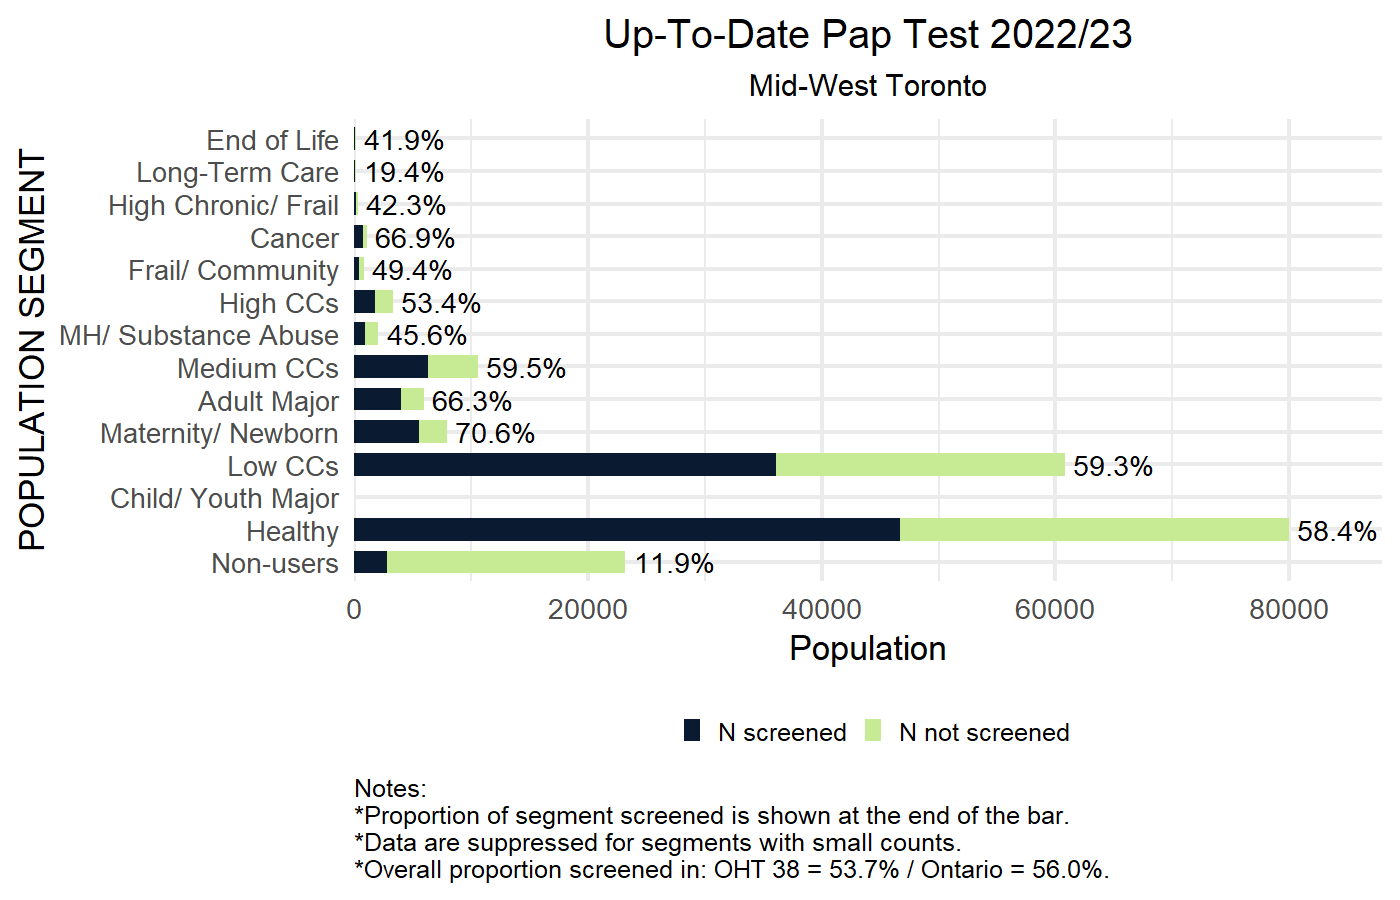 Up-To-Date Pap Test 2022/23
Mid-West Toronto
POPULATION SEGMENT
End of Life 41.9%
Long-Term Care 19.4%
High Chronic/ Frail 42.3%
Cancer 66.9%
Frail/ Community 49.4%
High CCs 53.4%
MH/ Substance Abuse 45.6%
Medium CCs 59.5%
Adult Major 66.3%
Maternity/ Newborn 70.6%
Low CCs 59.3%
Child/ Youth Major
Healthy 58.4%
Non-users 11.9%
0 20000 40000 60000 80000
Population
N screened N not screened
Notes:
*Proportion of segment screened is shown at the end of the bar.
*Data are suppressed for segments with small counts.
*Overall proportion screened in: OHT 38 = 53.7% / Ontario = 56.0%.